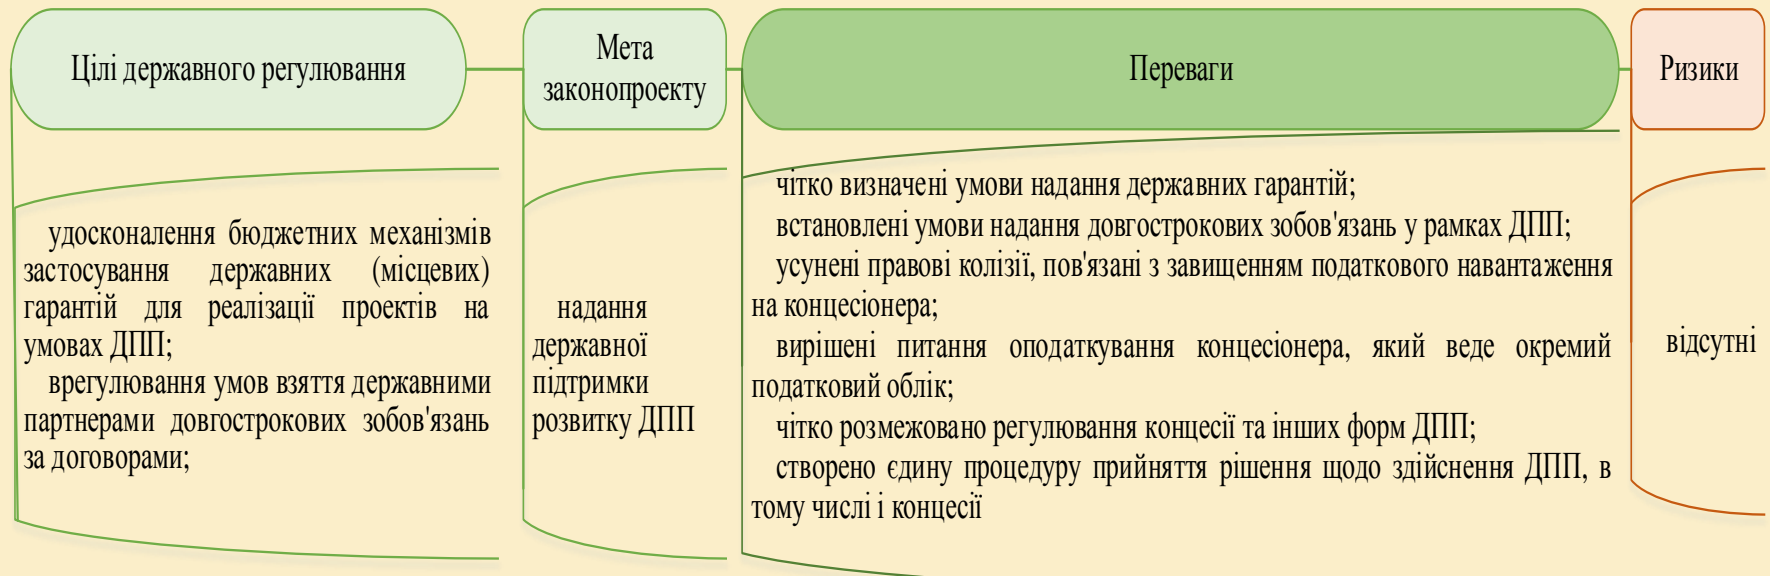 Цілі державного регулювання
Мета
законопроекту
Переваги
Ризики
удосконалення бюджетних механізмів
застосування державних (місцевих)
гарантій для реалізації проектів на
умовах ДПП;
врегулювання умов взяття державними
партнерами довгострокових зобов'язань
за договорами;
надання
державної
підтримки
розвитку ДПП
чітко визначені умови надання державних гарантій;
встановлені умови надання довгострокових зобов'язань у рамках ДПП;
усунені правові колізії, пов'язані з завищенням податкового навантаження
на концесіонера;
вирішені питання оподаткування концесіонера, який веде окремий
податковий облік;
чітко розмежовано регулювання концесії та інших форм ДПП;
створено єдину процедуру прийняття рішення щодо здійснення ДПП, в
тому числі і концесії
відсутні